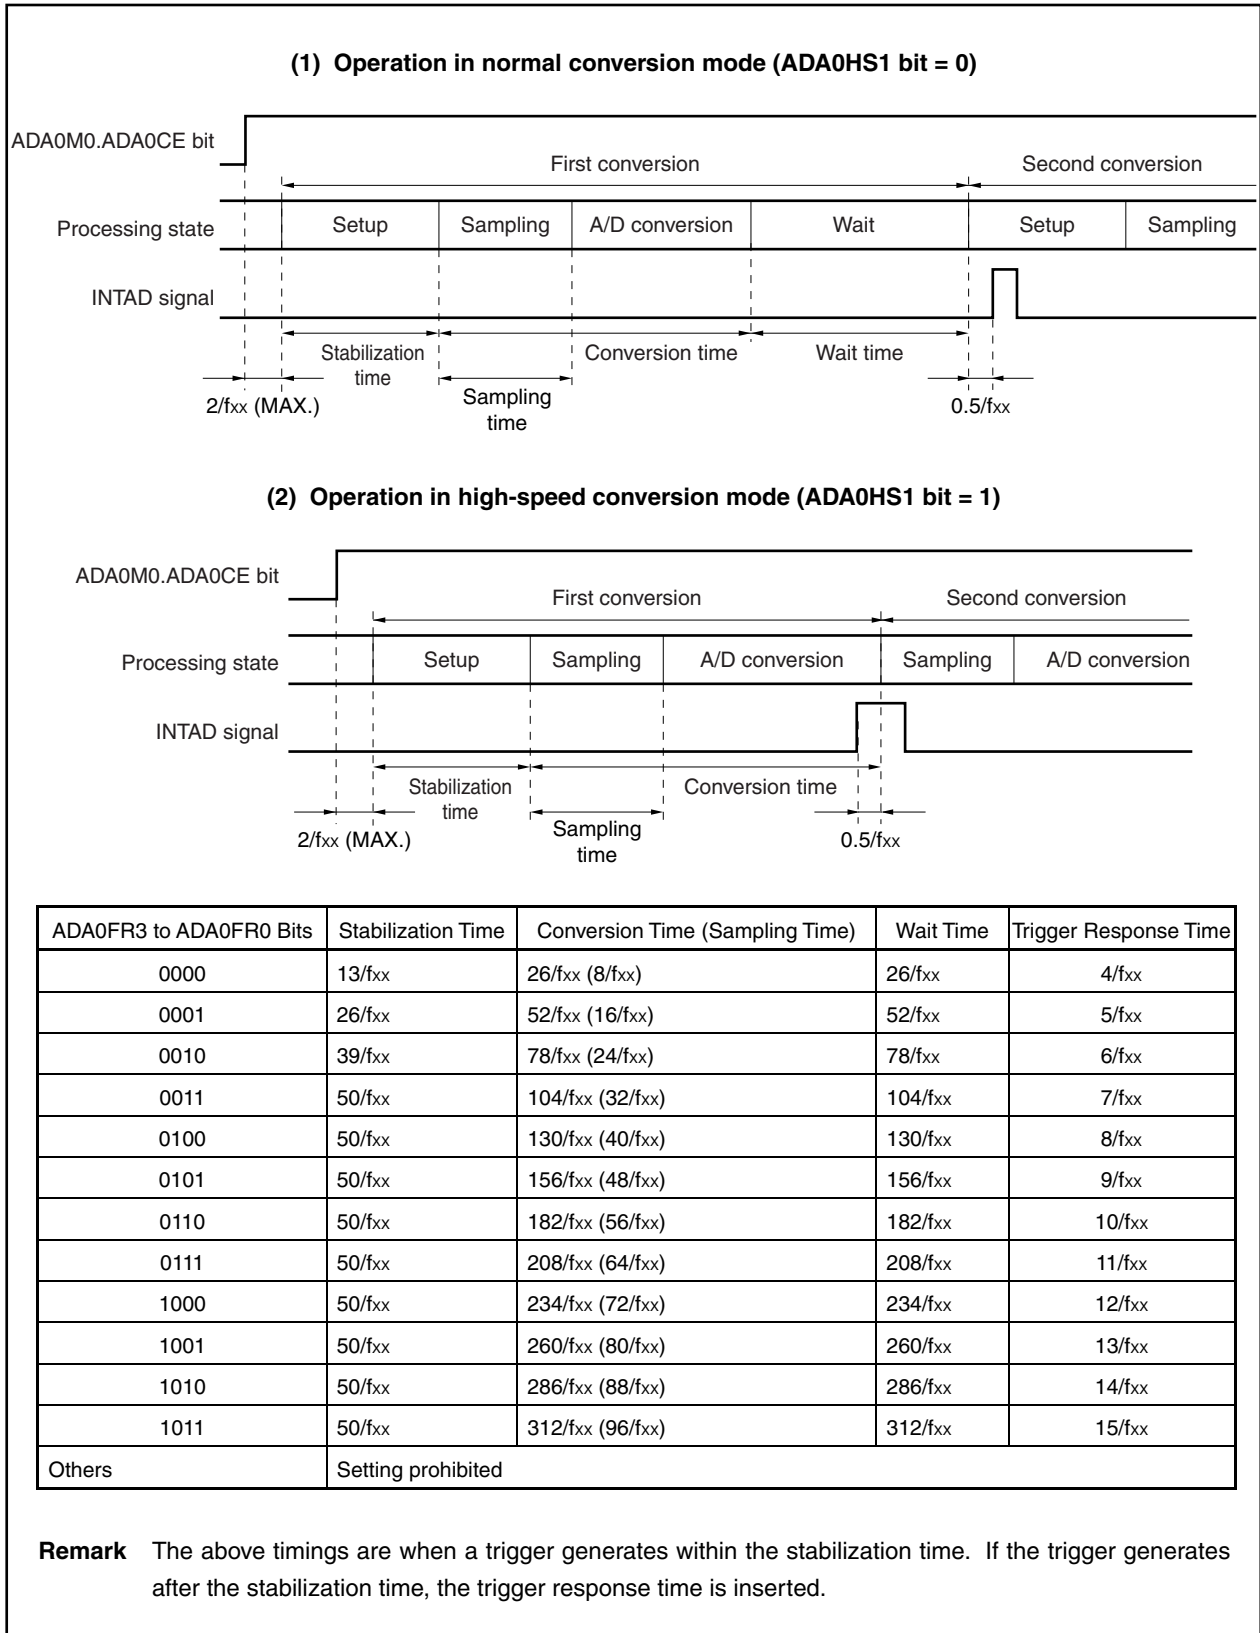 (1) Operation in normal conversion mode (ADA0HS1 bit = 0)
ADA0M0.ADA0CE bit
First conversion
Second conversion
Processing state
Setup
Sampling
A/D conversion
Wait
Setup
Sampling
INTAD signal
Stabilization
time
Conversion time
Wait time
2/fxx (MAX.)
Sampling
time
0.5/fxx
(2) Operation in high-speed conversion mode (ADA0HS1 bit = 1)
ADA0M0.ADA0CE bit
First conversion
Second conversion
Processing state
Setup
Sampling
A/D conversion
Sampling
A/D conversion
INTAD signal
Stabilization
time
Conversion time
2/fxx (MAX.)
Sampling
time
0.5/fxx
ADA0FR3 to ADA0FR0 Bits Stabilization Time Conversion Time (Sampling Time) Wait Time Trigger Response Time
0000 13/fxx 26/fxx (8/fxx) 26/fxx 4/fxx
0001 26/fxx 52/fxx (16/fxx) 52/fxx 5/fxx
0010 39/fxx 78/fxx (24/fxx) 78/fxx 6/fxx
0011 50/fxx 104/fxx (32/fxx) 104/fxx 7/fxx
0100 50/fxx 130/fxx (40/fxx) 130/fxx 8/fxx
0101 50/fxx 156/fxx (48/fxx) 156/fxx 9/fxx
0110 50/fxx 182/fxx (56/fxx) 182/fxx 10/fxx
0111 50/fxx 208/fxx (64/fxx) 208/fxx 11/fxx
1000 50/fxx 234/fxx (72/fxx) 234/fxx 12/fxx
1001 50/fxx 260/fxx (80/fxx) 260/fxx 13/fxx
1010 50/fxx 286/fxx (88/fxx) 286/fxx 14/fxx
1011 50/fxx 312/fxx (96/fxx) 312/fxx 15/fxx
Others Setting prohibited
Remark The above timings are when a trigger generates within the stabilization time. If the trigger generates
after the stabilization time, the trigger response time is inserted.